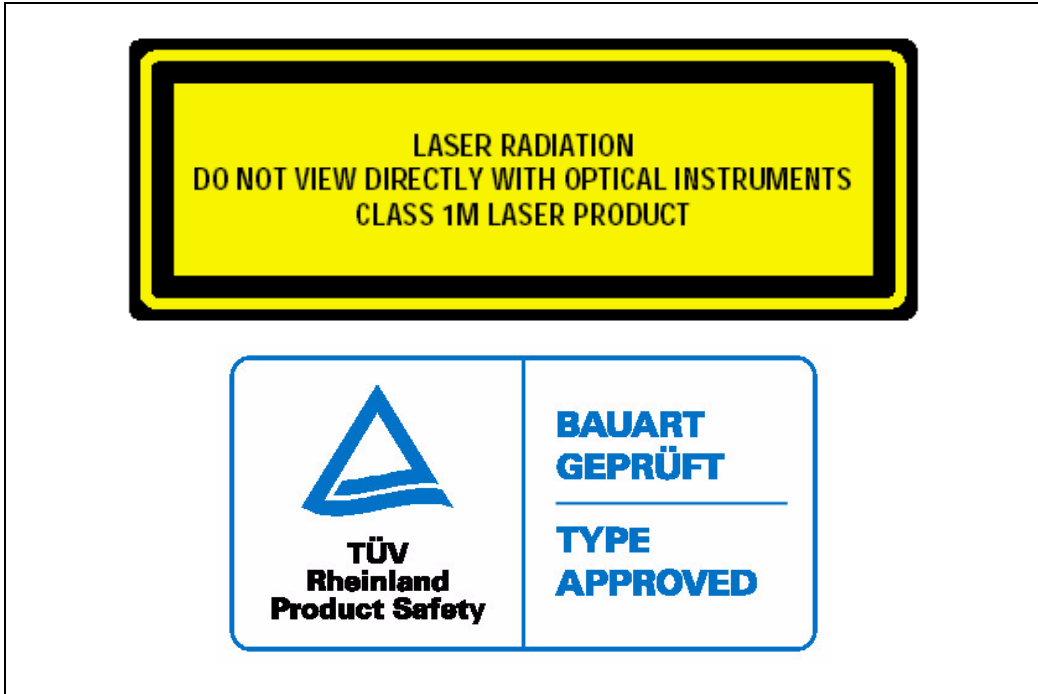 LASER RADIATION
DO NOT VIEW DIRECTLY WITH OPTICAL INSTRUMENTS
CLASS 1M LASER PRODUCT
TÜV
Rheinland
Product Safety
BAUART
GEPRÜFT
TYPE
APPROVED